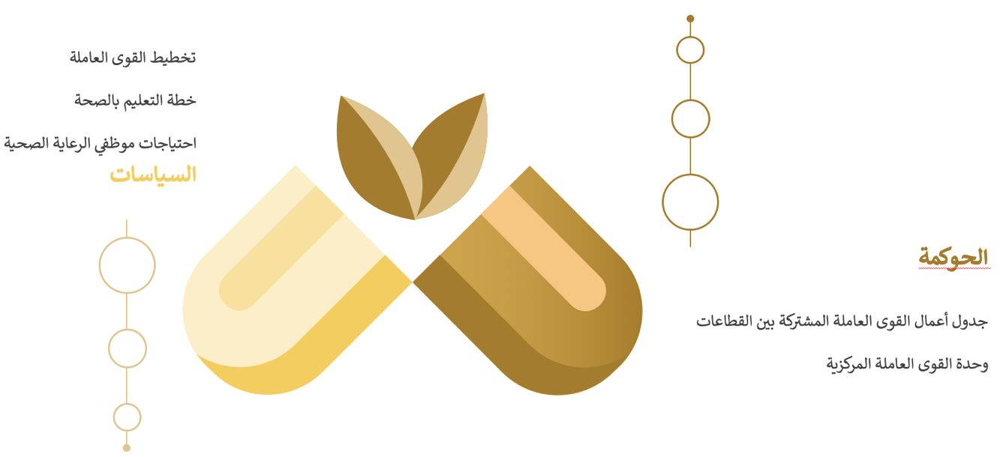 تخطيط القوى العاملة
خطة التعليم بالصحة
احتياجات موظفي الرعاية الصحية
السياسات
الحوكمة
جدول أعمال القوى العاملة المشتركة بين القطاعات
وحدة القوى العاملة المركزية